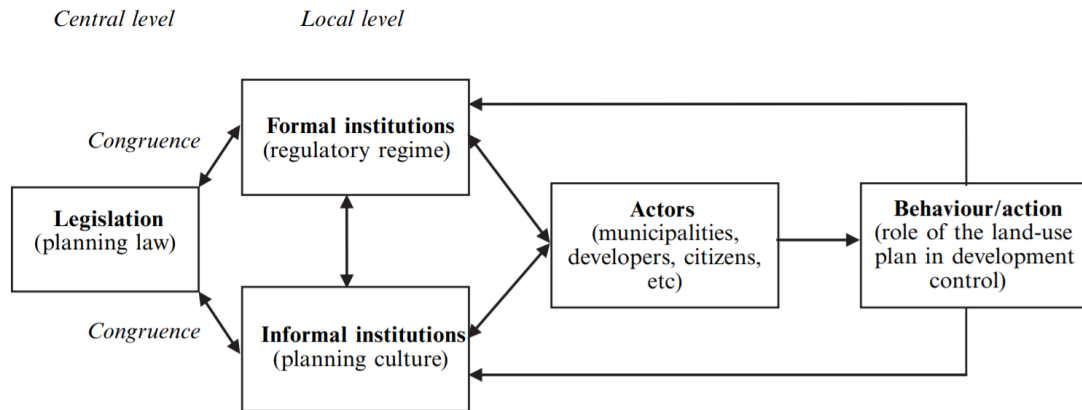 Central level
Local level
Congruence
Formal institutions
(regulatory regime)
Legislation
(planning law)
Actors
(municipalities,
developers, citizens,
etc)
Behaviour/action
(role of the land-use
plan in development
control)
Congruence
Informal institutions
(planning culture)